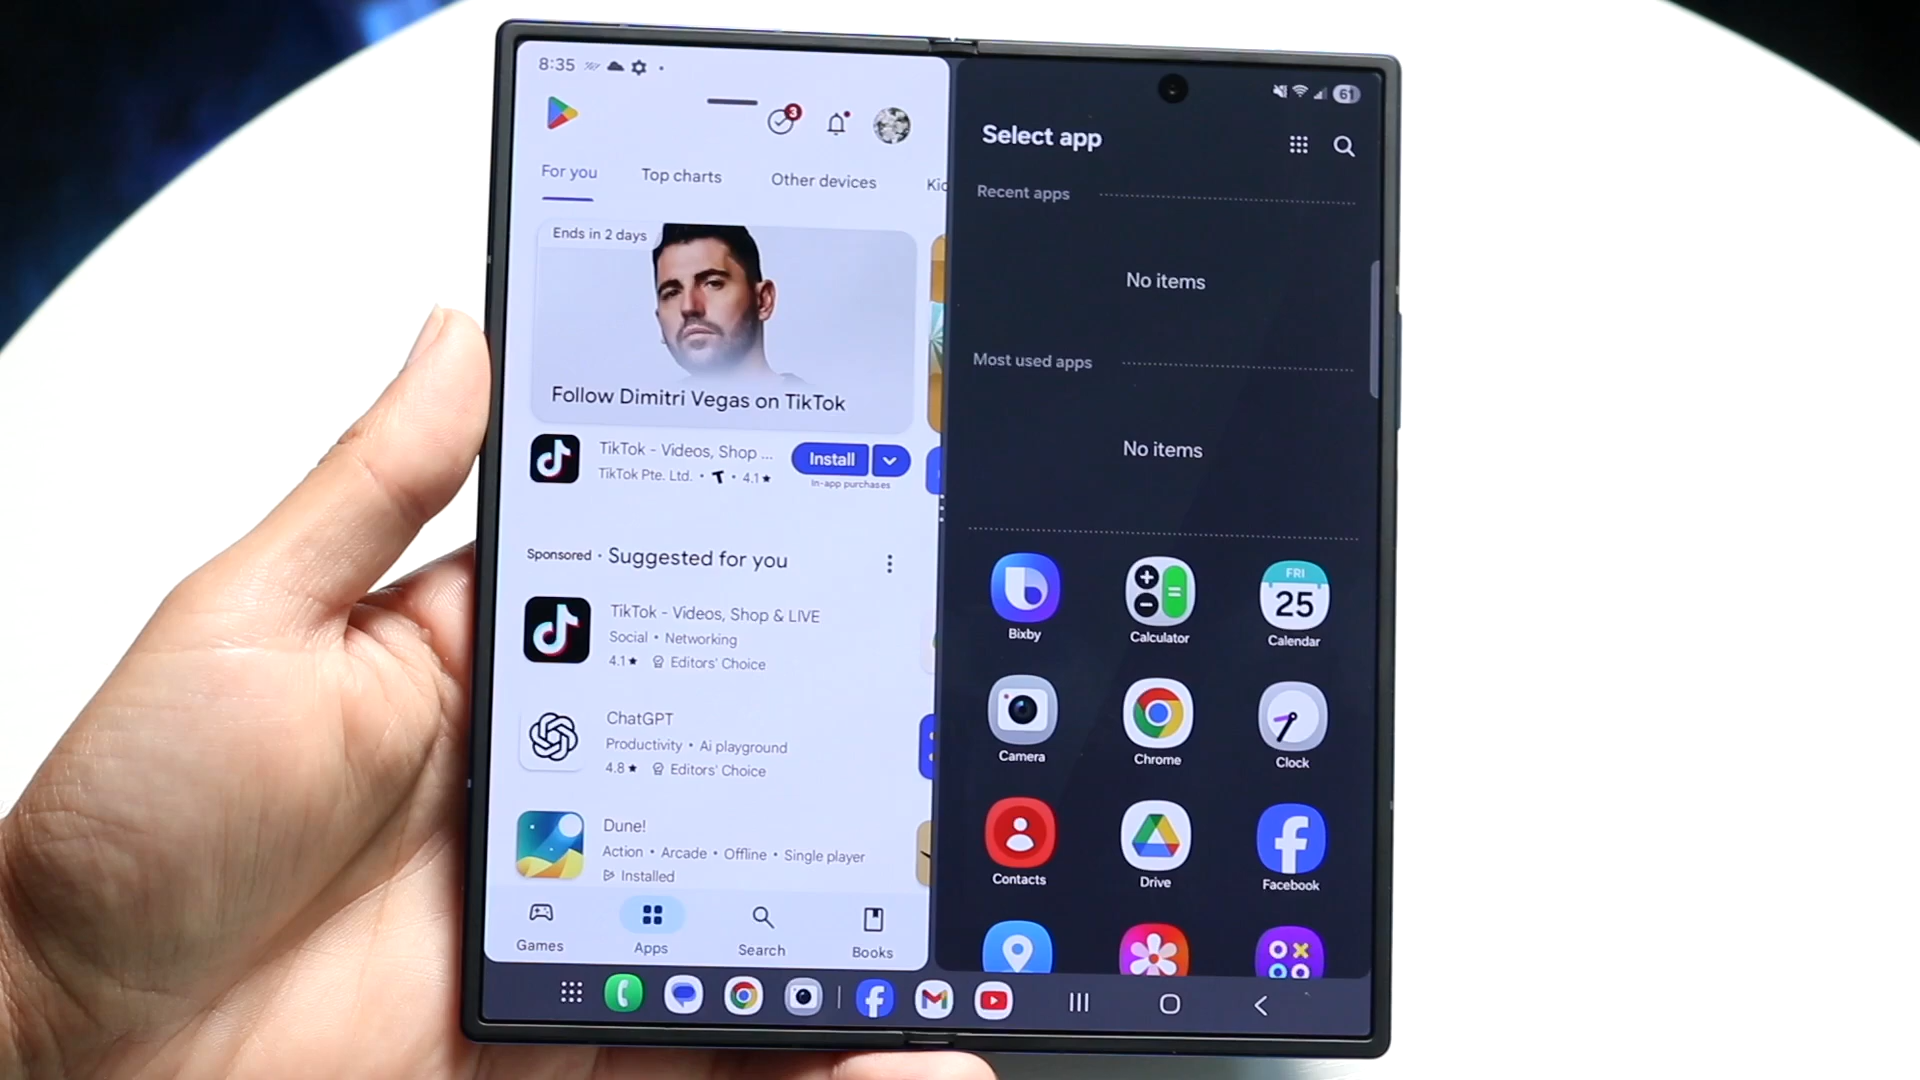 8:35
3
For you
Top charts
Other devices
Ends in 2 days
Follow Dimitri Vegas on TikTok
TikTok - Videos, Shop ...
TikTok Pte. Ltd. • T • 4.1★
Install
In-app purchases
Sponsored • Suggested for you
TikTok - Videos, Shop & LIVE
Social • Networking
4.1★ Editors' Choice
ChatGPT
Productivity • Ai playground
4.8★ Editors' Choice
Dune!
Action • Arcade • Offline • Single player
Installed
Games
Apps
Search
Books
61
Select app
Recent apps
No items
Most used apps
No items
Bixby
Calculator
FRI
25
Calendar
Camera
Chrome
Clock
Contacts
Drive
Facebook